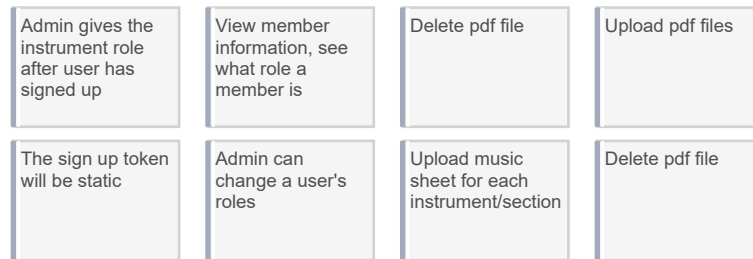 Admin gives the
instrument role
after user has
signed up
View member
information, see
what role a
member is
Delete pdf file
Upload pdf files
The sign up token
will be static
Admin can
change a user's
roles
Upload music
sheet for each
instrument/section
Delete pdf file